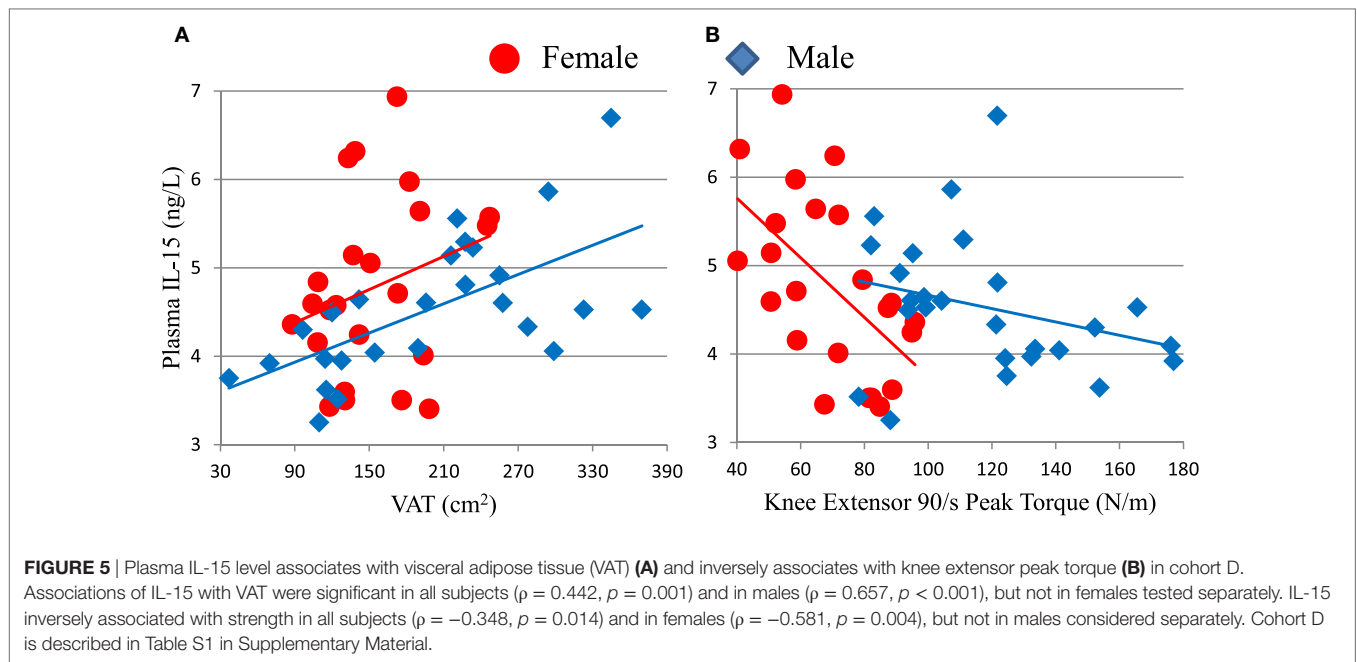 A
B
Female
Male
7
6
5
4
3
Plasma IL-15 (ng/L)
30 90 150 210 270 330 390
VAT (cm²)
7
6
5
4
3
40 60 80 100 120 140 160 180
Knee Extensor 90/s Peak Torque (N/m)
FIGURE 5 | Plasma IL-15 level associates with visceral adipose tissue (VAT) (A) and inversely associates with knee extensor peak torque (B) in cohort D.
Associations of IL-15 with VAT were significant in all subjects (ρ = 0.442, p = 0.001) and in males (ρ = 0.657, p < 0.001), but not in females tested separately. IL-15
inversely associated with strength in all subjects (ρ = −0.348, p = 0.014) and in females (ρ = −0.581, p = 0.004), but not in males considered separately. Cohort D
is described in Table S1 in Supplementary Material.